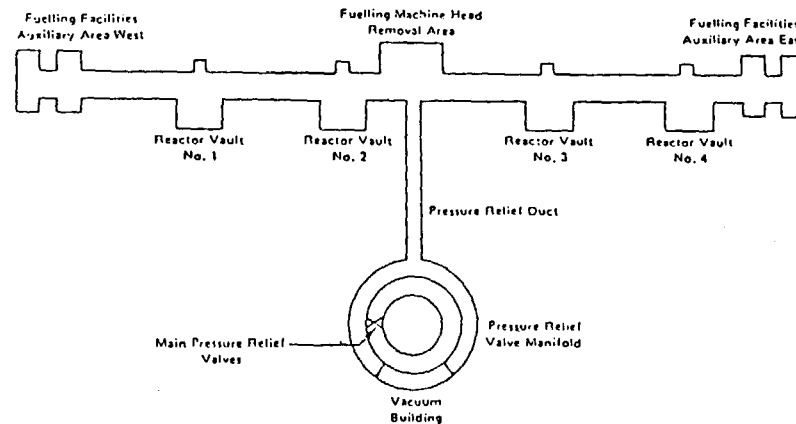 Fuelling Facilities
Auxiliary Area West
Fuelling Machine Head
Removal Area
Fuelling Facilities
Auxiliary Area East
Reactor Vault
No. 1
Reactor Vault
No. 2
Reactor Vault
No. 3
Reactor Vault
No. 4
Pressure Relief Duct
Main Pressure Relief
Valves
Pressure Relief
Valve Manifold
Vacuum
Building